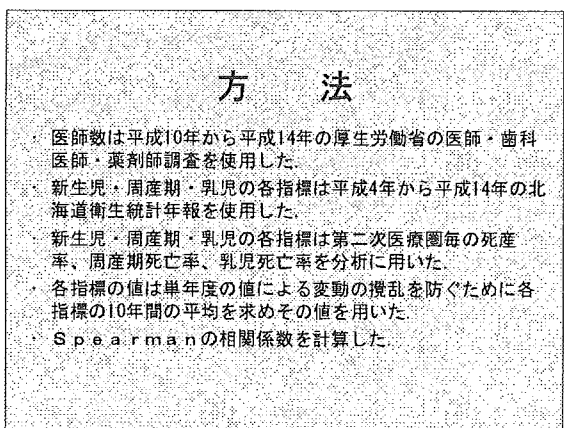 方　法
・ 医師数は平成10年から平成14年の厚生労働省の医師・歯科
医師・薬剤師調査を使用した.
・ 新生児・周産期・乳児の各指標は平成4年から平成14年の北
海道衛生統計年報を使用した.
・ 新生児・周産期・乳児の各指標は第二次医療圏毎の死産
率、周産期死亡率、乳児死亡率を分析に用いた.
・ 各指標の値は単年度の値による変動の攪乱を防ぐために各
指標の10年間の平均を求めその値を用いた.
・ Ｓｐｅａｒｍａｎの相関係数を計算した.